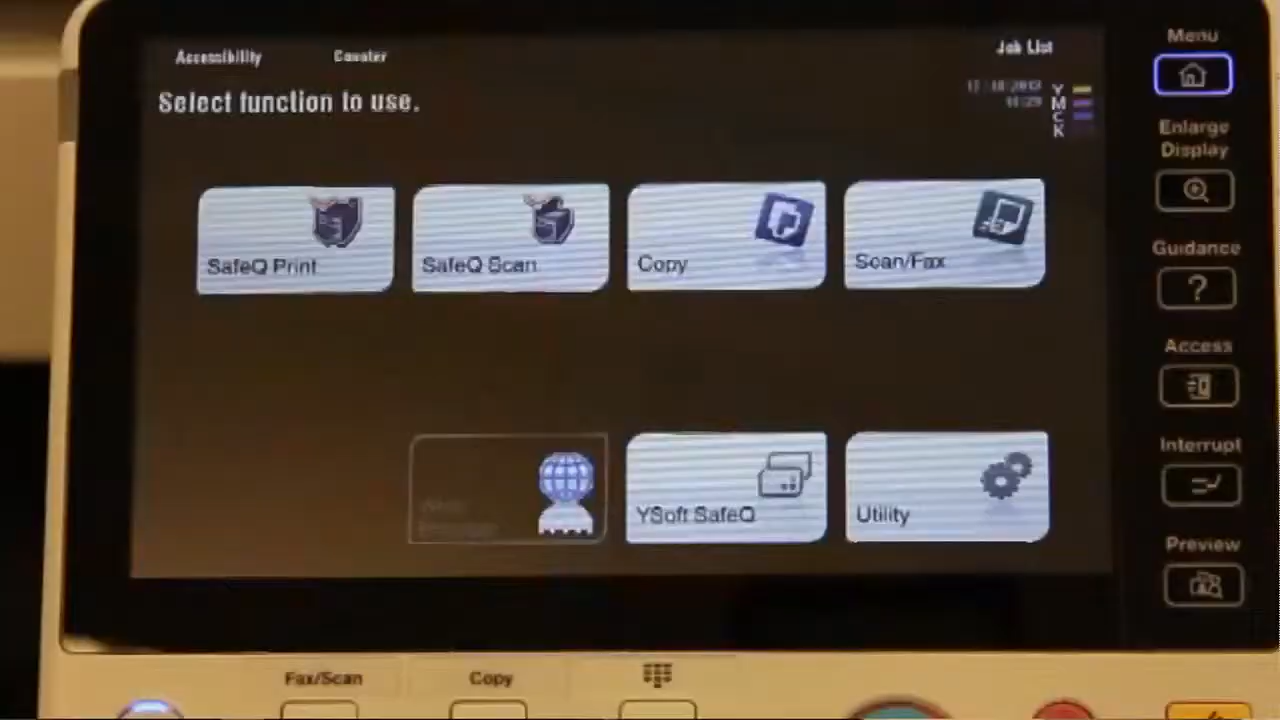 Accessibility Counter Job List
Select function to use.
Y
M
C
K
SafeQ Print
SafeQ Scan
Copy
Scan/Fax
YSoft SafeQ
Utility
Menu
Enlarge
Display
Guidance
?
Access
Interrupt
Preview
Fax/Scan
Copy